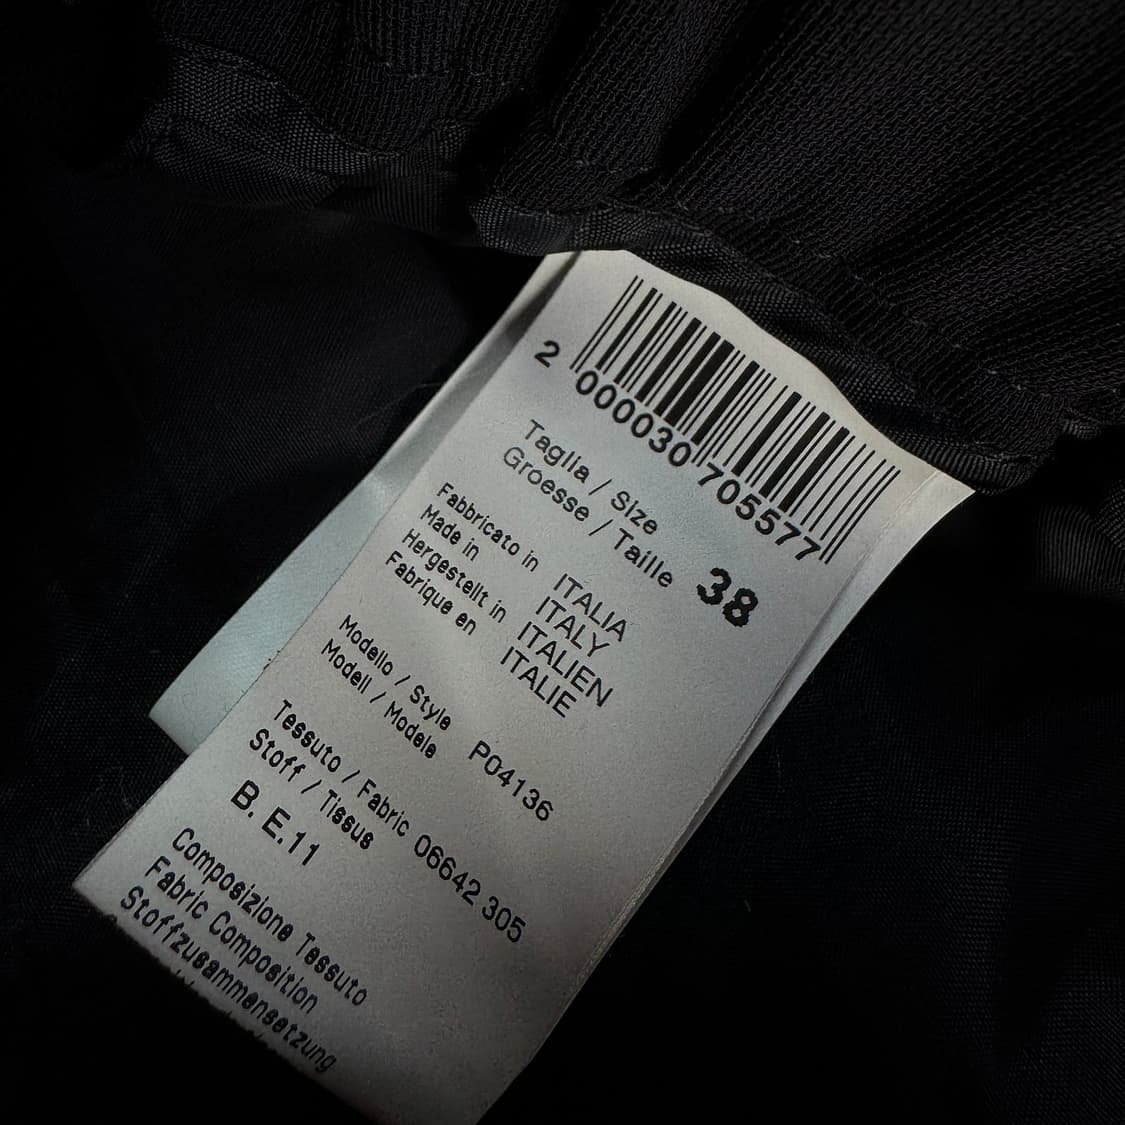 2 000030 705577
Taglia / Size
Groesse / Taille 38
Fabbricato in ITALIA
Made in ITALY
Hergestellt in ITALIEN
Fabrique en ITALIE
Modello / Style
Modell / Modele P04136
Tessuto / Fabric 06642 305
Stoff / Tissus
B. E.11
Composizione Tessuto
Fabric Composition
Stoffzusammensetzung